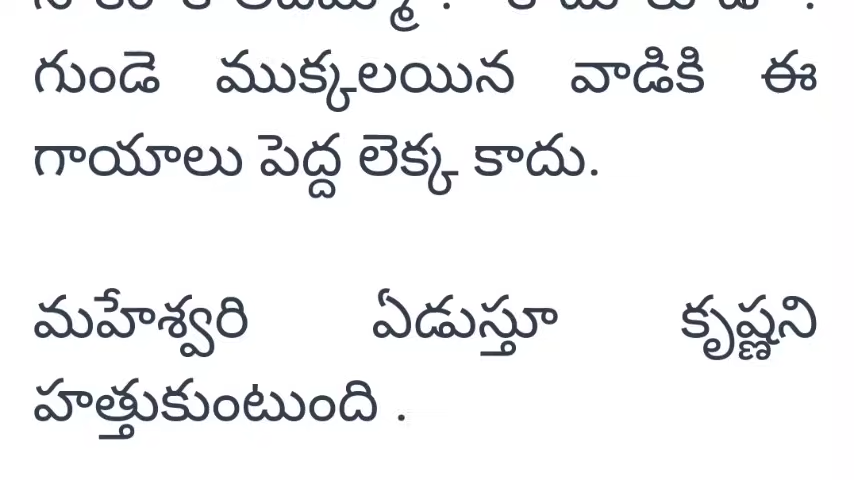 గుండె ముక్కలయిన వాడికి ఈ
గాయాలు పెద్ద లెక్క కాదు.
మహేశ్వరి ఏడుస్తూ కృష్ణని
హత్తుకుంటుంది .